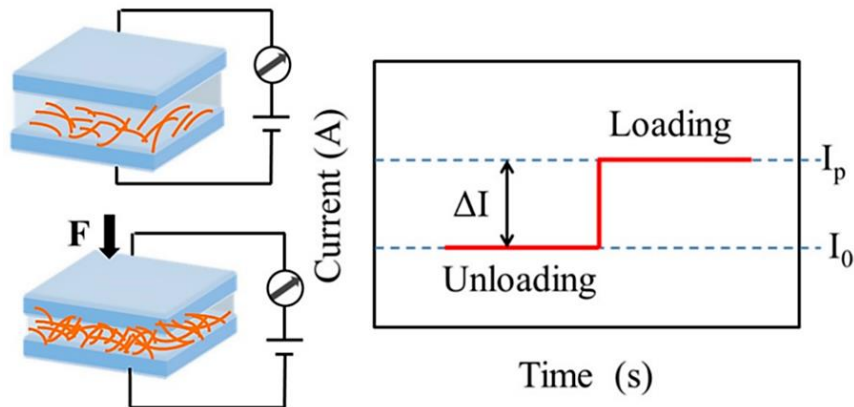 F
Current (A)
Loading
ΔI
Unloading
Iₚ
I₀
Time (s)